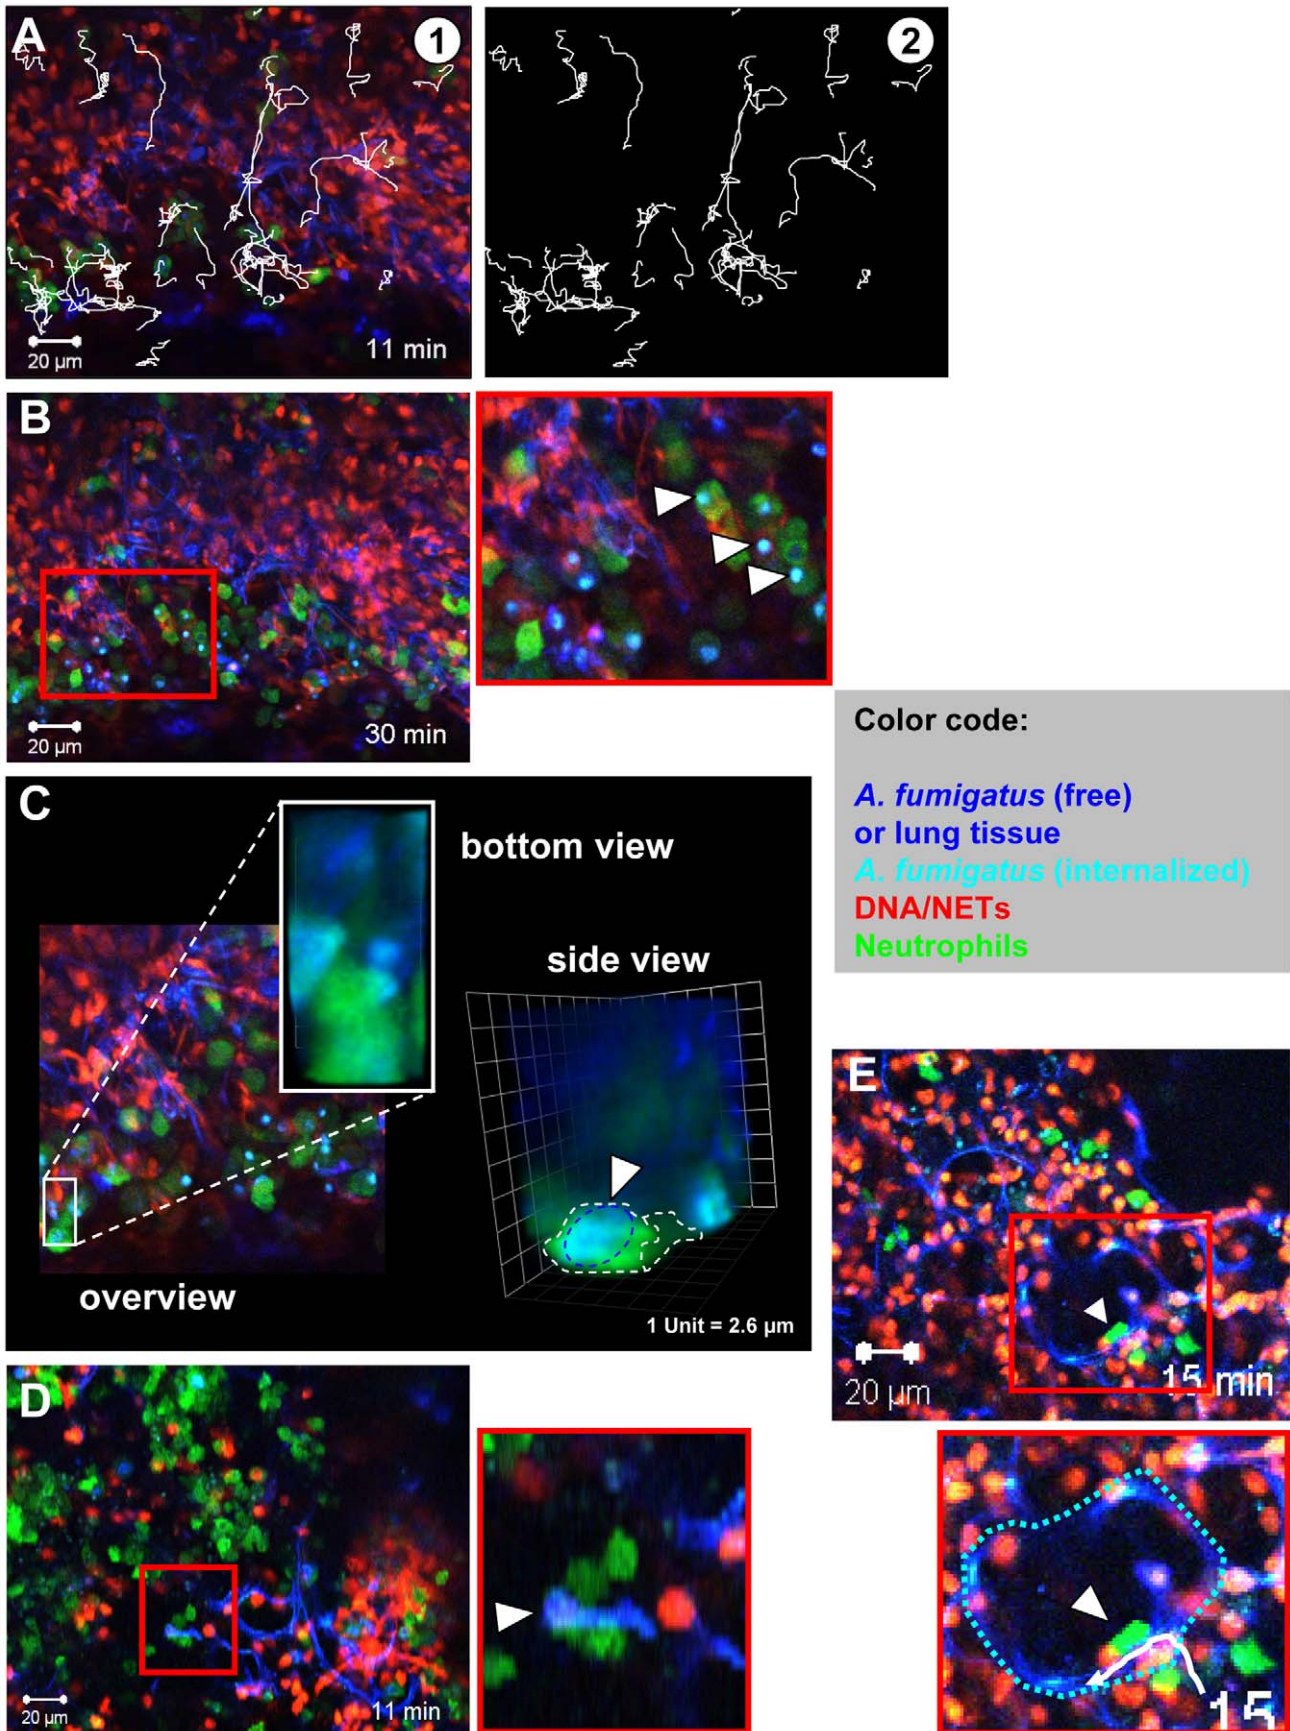 A
1
2
20 µm
11 min
B
20 µm
30 min
Color code:
A. fumigatus (free)
or lung tissue
A. fumigatus (internalized)
DNA/NETs
Neutrophils
C
bottom view
side view
overview
1 Unit = 2.6 µm
E
20 µm
15 min
D
20 µm
11 min
15